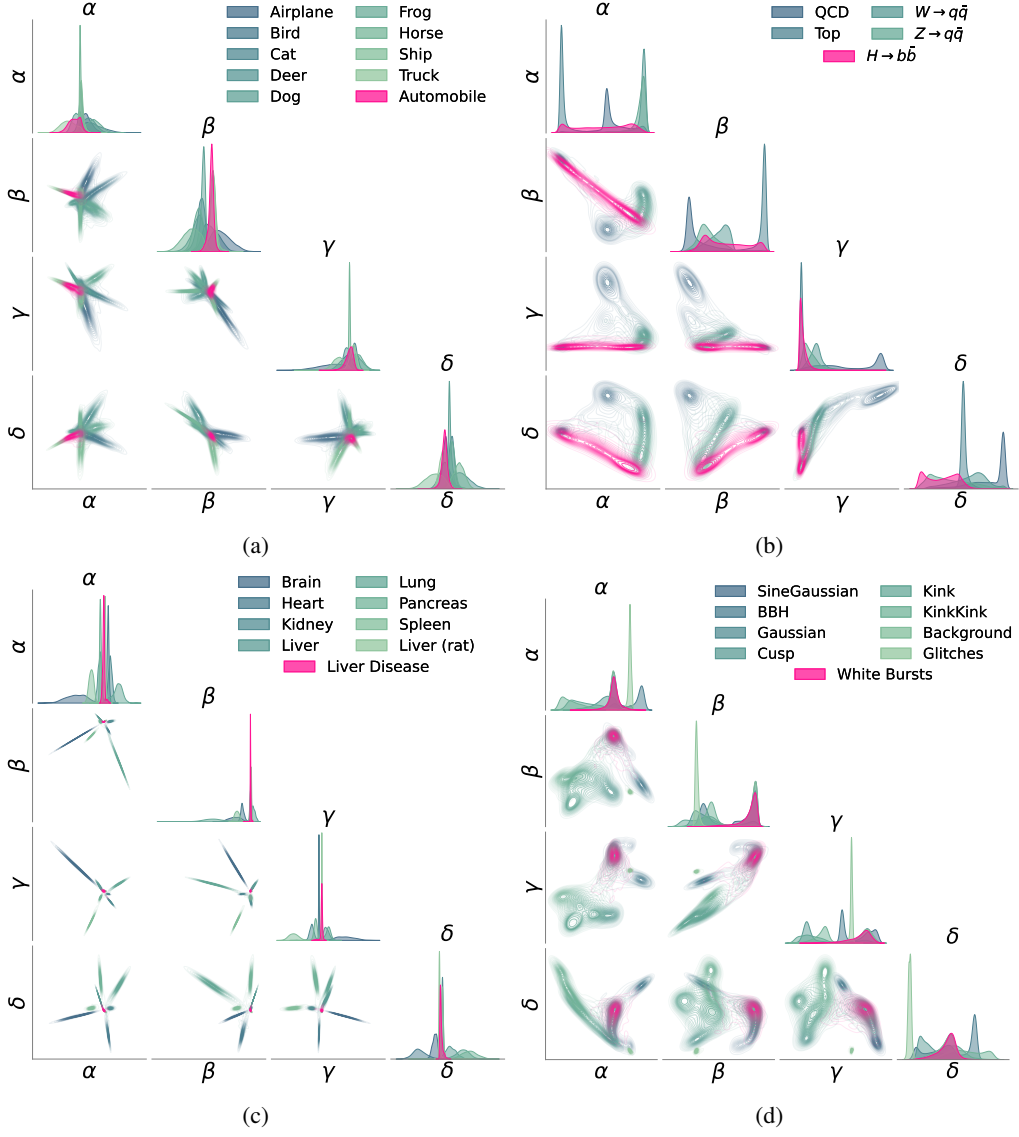 α
Airplane
Bird
Cat
Deer
Dog
Frog
Horse
Ship
Truck
Automobile
α
β
β
γ
γ
δ
δ
α
β
γ
δ
(a)
α
QCD
Top
W → qq̄
Z → qq̄
H → bb̄
α
β
β
γ
γ
δ
δ
α
β
γ
δ
(b)
α
Brain
Heart
Kidney
Liver
Lung
Pancreas
Spleen
Liver (rat)
Liver Disease
α
β
β
γ
γ
δ
δ
α
β
γ
δ
(c)
α
SineGaussian
BBH
Gaussian
Cusp
Kink
KinkKink
Background
Glitches
White Bursts
α
β
β
γ
γ
δ
δ
α
β
γ
δ
(d)